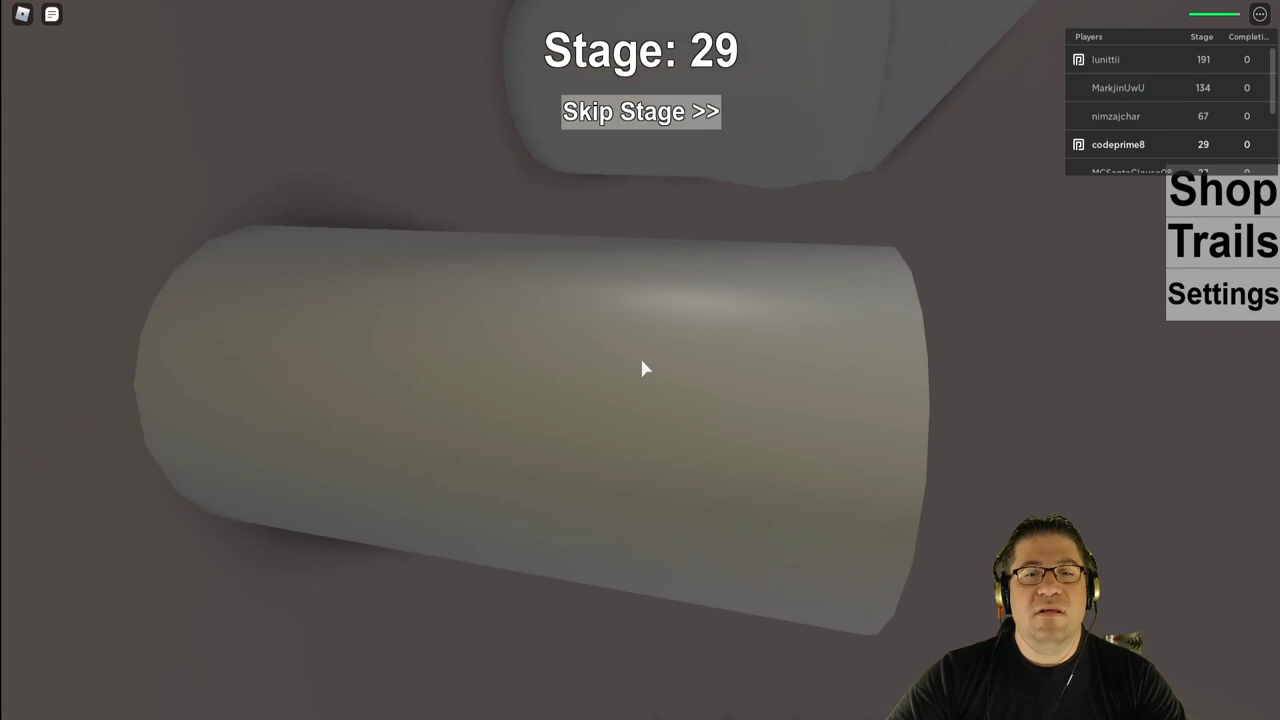 Stage: 29
Skip Stage >>
Players Stage Completi...
lunittii 191 0
MarkjinUwU 134 0
nimzajchar 67 0
codeprime8 29 0
Shop
Trails
Settings